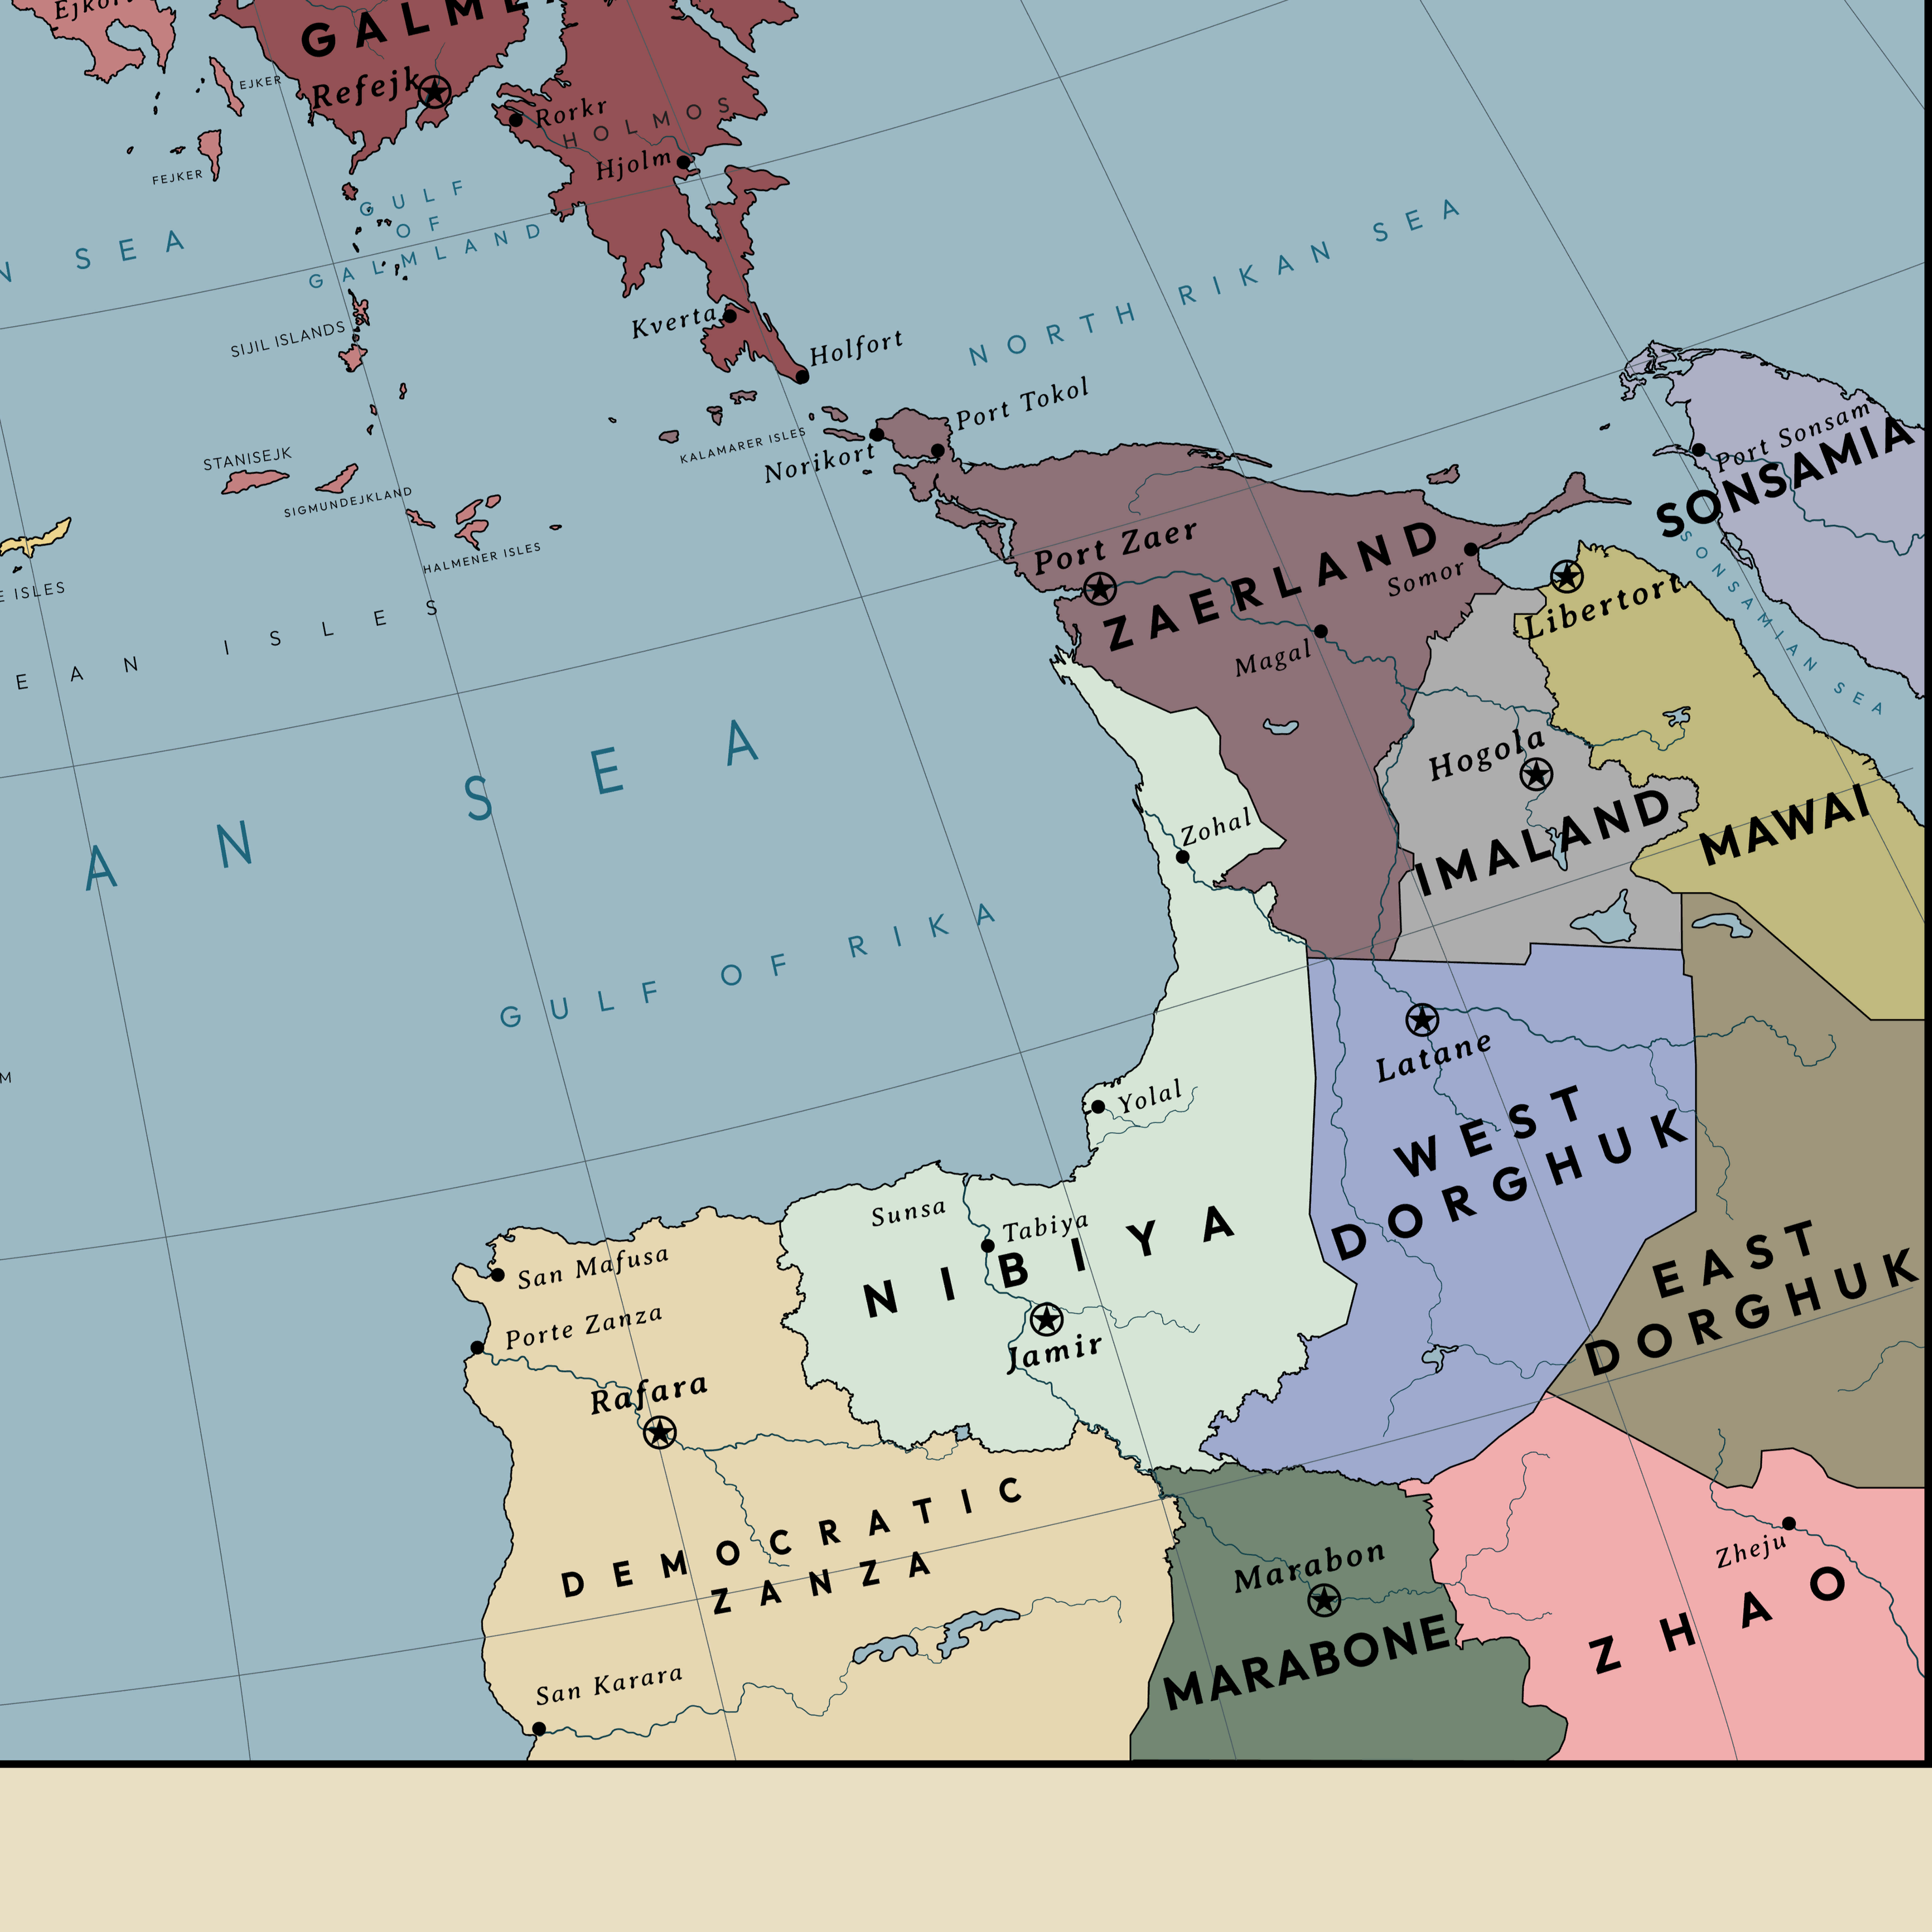 GALME
Refejk
EJKER
FEJKER
Rorkr
HOLMOS
Hjolm
SEA
GULF
OF
GALMLAND
SIJIL ISLANDS
Kverta
Holfort
NORTH RIKAN SEA
Port Tokol
Norikort
KALAMARER ISLES
STANISEJK
SIGMUNDEJKLAND
HALMENER ISLES
ISLES
EAN ISLES
Port Sonsam
SONSAMIA
SONSAMIAN SEA
Port Zaer
ZAERLAND
Somor
Libertort
Magal
Hogola
IMALAND
MAWAI
Zohal
AN SEA
GULF OF RIKA
Latane
WEST
DORGHUK
Yolal
EAST
DORGHUK
Sunsa
Tabiya
NIBIYA
Jamir
San Mafusa
Porte Zanza
Rafara
DEMOCRATIC
ZANZA
San Karara
Marabon
MARABONE
Zheju
ZHAO